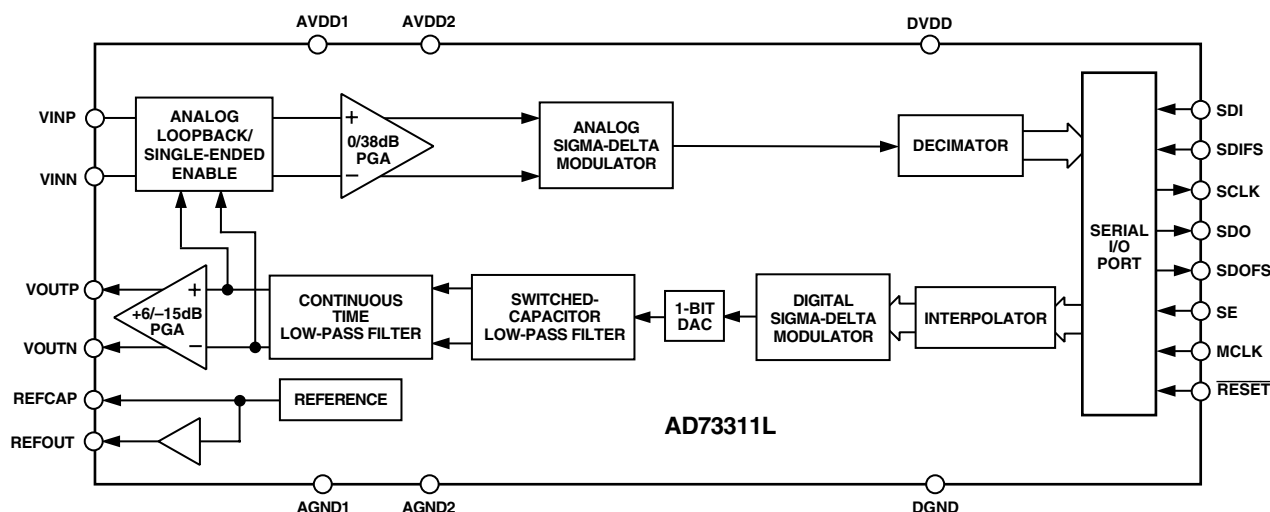 AVDD1
AVDD2
DVDD
VINP
VINN
ANALOG
LOOPBACK/
SINGLE-ENDED
ENABLE
+
0/38dB
PGA
–
ANALOG
SIGMA-DELTA
MODULATOR
DECIMATOR
SERIAL
I/O
PORT
SDI
SDIFS
SCLK
SDO
SDOFS
SE
MCLK
RESET
VOUTP
VOUTN
+
+6/–15dB
PGA
–
CONTINUOUS
TIME
LOW-PASS FILTER
SWITCHED-
CAPACITOR
LOW-PASS FILTER
1-BIT
DAC
DIGITAL
SIGMA-DELTA
MODULATOR
INTERPOLATOR
REFCAP
REFOUT
REFERENCE
AD73311L
AGND1
AGND2
DGND